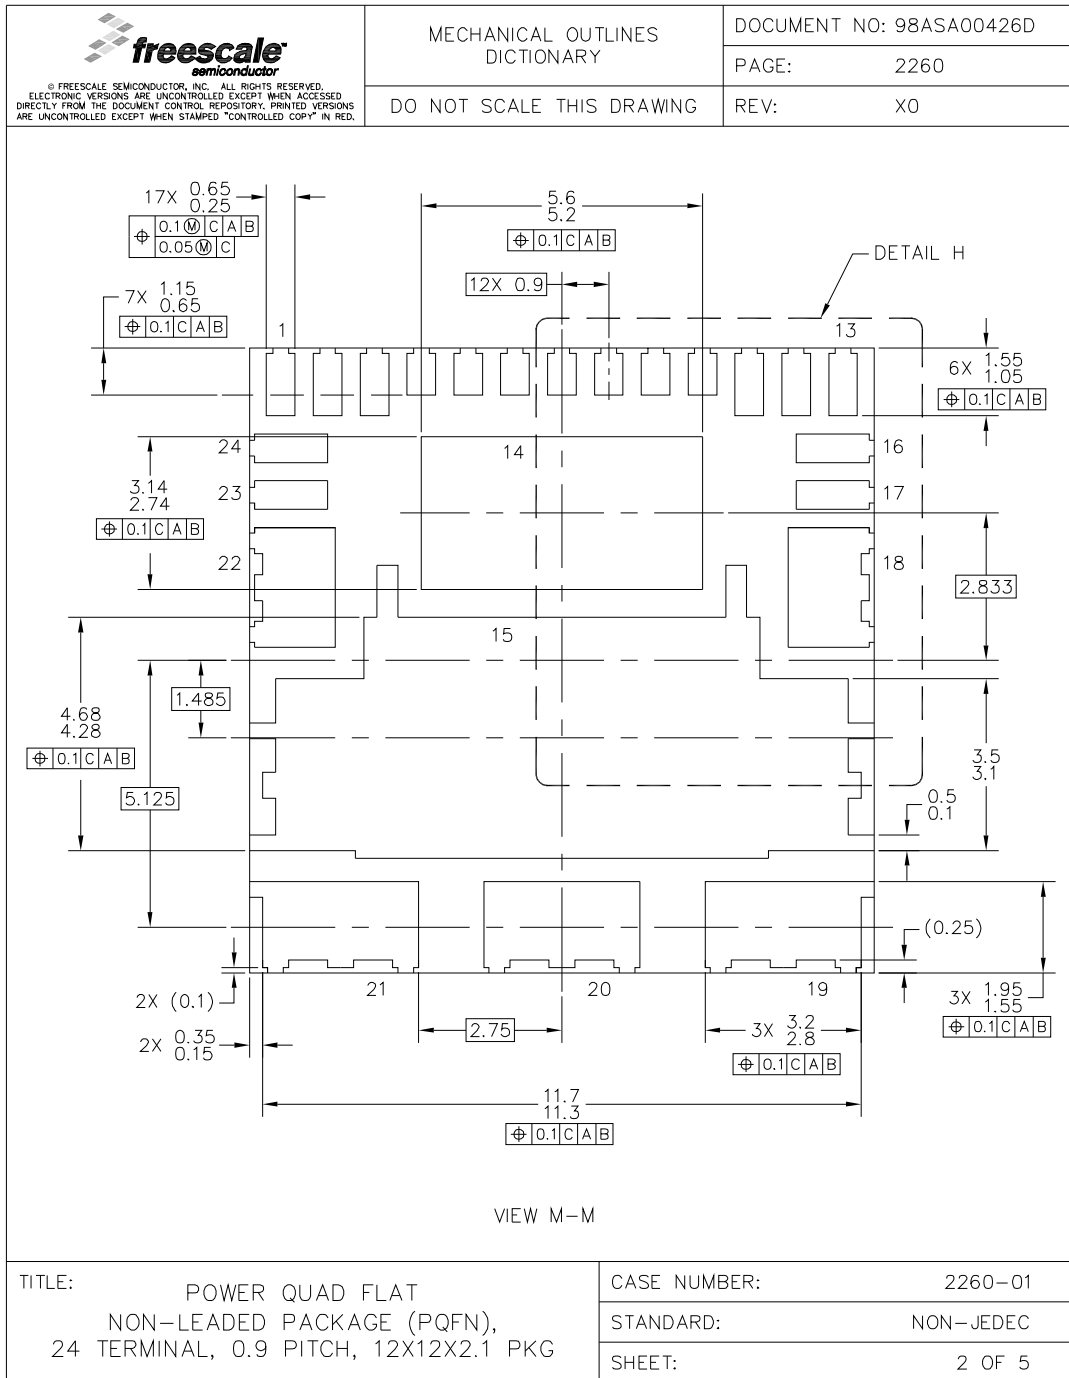 freescale
semiconductor
© FREESCALE SEMICONDUCTOR, INC. ALL RIGHTS RESERVED.
ELECTRONIC VERSIONS ARE UNCONTROLLED EXCEPT WHEN ACCESSED
DIRECTLY FROM THE DOCUMENT CONTROL REPOSITORY. PRINTED VERSIONS
ARE UNCONTROLLED EXCEPT WHEN STAMPED "CONTROLLED COPY" IN RED.
MECHANICAL OUTLINES
DICTIONARY
DO NOT SCALE THIS DRAWING
DOCUMENT NO: 98ASA00426D
PAGE: 2260
REV: XO
17X 0.65
0.25
⌖ 0.1Ⓜ C A B
0.05Ⓜ C
5.6
5.2
⌖ 0.1 C A B
12X 0.9
DETAIL H
7X 1.15
0.65
⌖ 0.1 C A B
1
13
6X 1.55
1.05
⌖ 0.1 C A B
24
14
16
3.14
2.74
⌖ 0.1 C A B
23
17
22
18
2.833
15
1.485
4.68
4.28
⌖ 0.1 C A B
3.5
3.1
5.125
0.5
0.1
(0.25)
21
20
19
2X (0.1)
3X 1.95
1.55
⌖ 0.1 C A B
2X 0.35
0.15
2.75
3X 3.2
2.8
⌖ 0.1 C A B
11.7
11.3
⌖ 0.1 C A B
VIEW M-M
TITLE:
POWER QUAD FLAT
NON-LEADED PACKAGE (PQFN),
24 TERMINAL, 0.9 PITCH, 12X12X2.1 PKG
CASE NUMBER: 2260-01
STANDARD: NON-JEDEC
SHEET: 2 OF 5